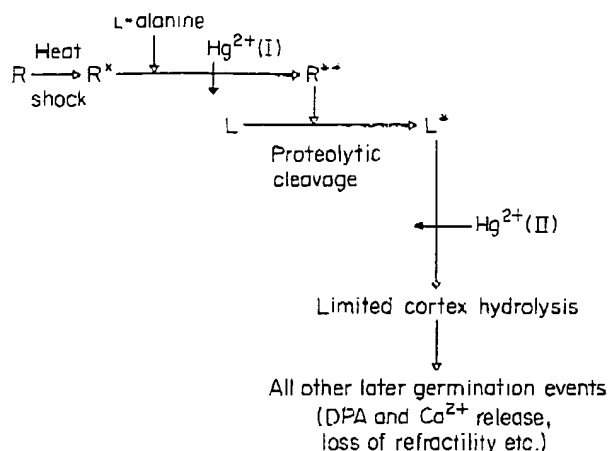 L-alanine
Heat
Hg2+(I)
R
R*
R**
shock
L
L*
Proteolytic
cleavage
Hg2+(II)
Limited cortex hydrolysis
All other later germination events
(DPA and Ca2+ release,
loss of refractility etc.)